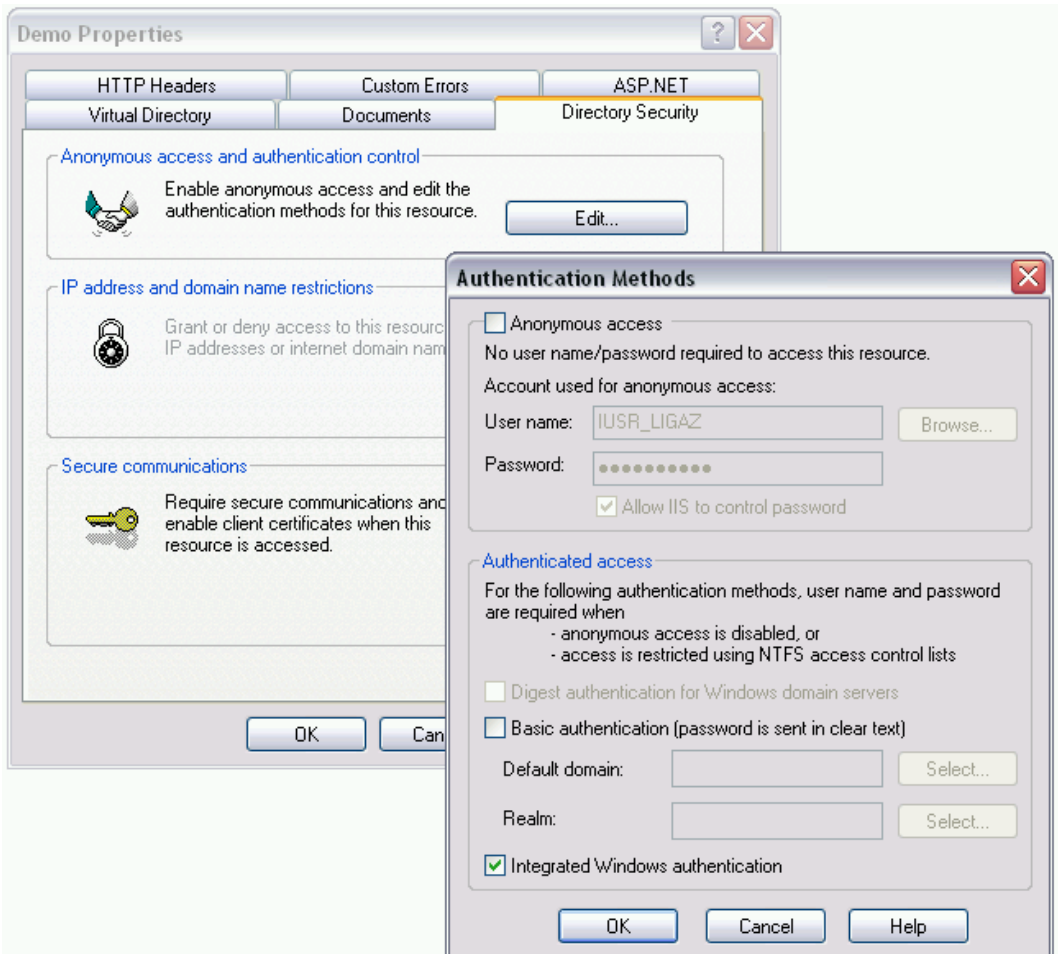 Demo Properties
HTTP Headers
Custom Errors
ASP.NET
Virtual Directory
Documents
Directory Security
Anonymous access and authentication control
Enable anonymous access and edit the
authentication methods for this resource.
Edit...
IP address and domain name restrictions
Grant or deny access to this resourc
IP addresses or internet domain nam
Secure communications
Require secure communications and
enable client certificates when this
resource is accessed.
OK
Can
Authentication Methods
Anonymous access
No user name/password required to access this resource.
Account used for anonymous access:
User name:
IUSR_LIGAZ
Browse...
Password:
●●●●●●●●●●
Allow IIS to control password
Authenticated access
For the following authentication methods, user name and password
are required when
- anonymous access is disabled, or
- access is restricted using NTFS access control lists
Digest authentication for Windows domain servers
Basic authentication (password is sent in clear text)
Default domain:
Select...
Realm:
Select...
Integrated Windows authentication
OK
Cancel
Help